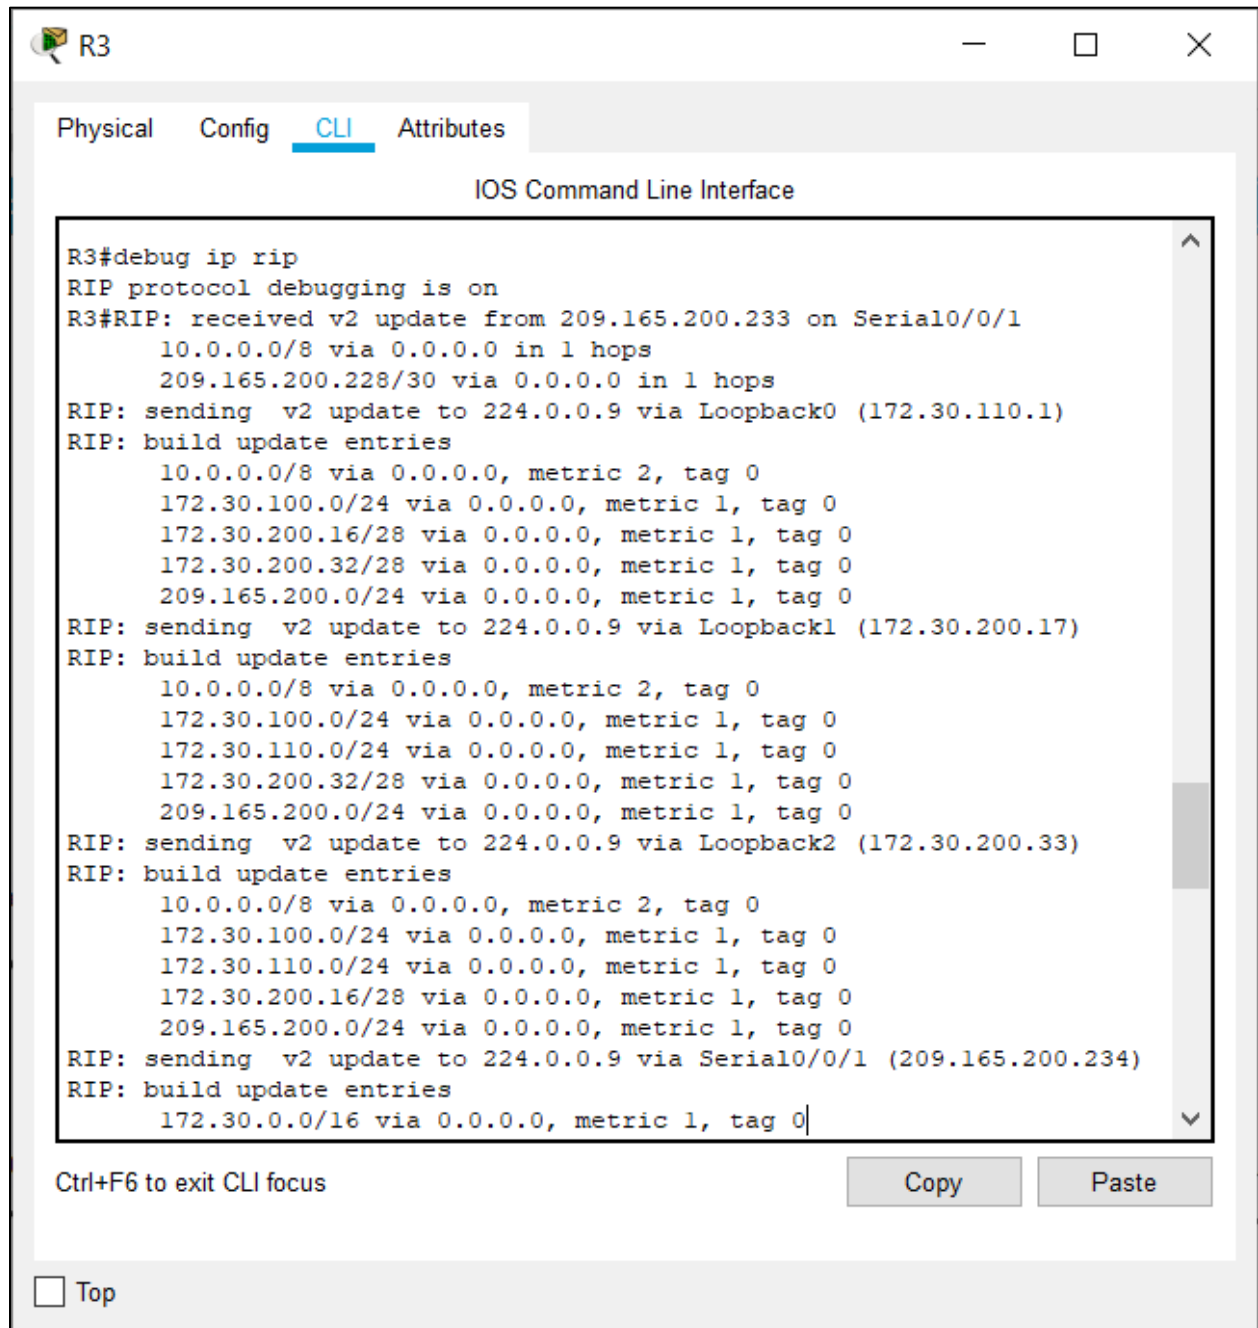 R3
Physical Config CLI Attributes
IOS Command Line Interface
R3#debug ip rip
RIP protocol debugging is on
R3#RIP: received v2 update from 209.165.200.233 on Serial0/0/1
      10.0.0.0/8 via 0.0.0.0 in 1 hops
      209.165.200.228/30 via 0.0.0.0 in 1 hops
RIP: sending  v2 update to 224.0.0.9 via Loopback0 (172.30.110.1)
RIP: build update entries
      10.0.0.0/8 via 0.0.0.0, metric 2, tag 0
      172.30.100.0/24 via 0.0.0.0, metric 1, tag 0
      172.30.200.16/28 via 0.0.0.0, metric 1, tag 0
      172.30.200.32/28 via 0.0.0.0, metric 1, tag 0
      209.165.200.0/24 via 0.0.0.0, metric 1, tag 0
RIP: sending  v2 update to 224.0.0.9 via Loopback1 (172.30.200.17)
RIP: build update entries
      10.0.0.0/8 via 0.0.0.0, metric 2, tag 0
      172.30.100.0/24 via 0.0.0.0, metric 1, tag 0
      172.30.110.0/24 via 0.0.0.0, metric 1, tag 0
      172.30.200.32/28 via 0.0.0.0, metric 1, tag 0
      209.165.200.0/24 via 0.0.0.0, metric 1, tag 0
RIP: sending  v2 update to 224.0.0.9 via Loopback2 (172.30.200.33)
RIP: build update entries
      10.0.0.0/8 via 0.0.0.0, metric 2, tag 0
      172.30.100.0/24 via 0.0.0.0, metric 1, tag 0
      172.30.110.0/24 via 0.0.0.0, metric 1, tag 0
      172.30.200.16/28 via 0.0.0.0, metric 1, tag 0
      209.165.200.0/24 via 0.0.0.0, metric 1, tag 0
RIP: sending  v2 update to 224.0.0.9 via Serial0/0/1 (209.165.200.234)
RIP: build update entries
      172.30.0.0/16 via 0.0.0.0, metric 1, tag 0
Ctrl+F6 to exit CLI focus Copy Paste
Top